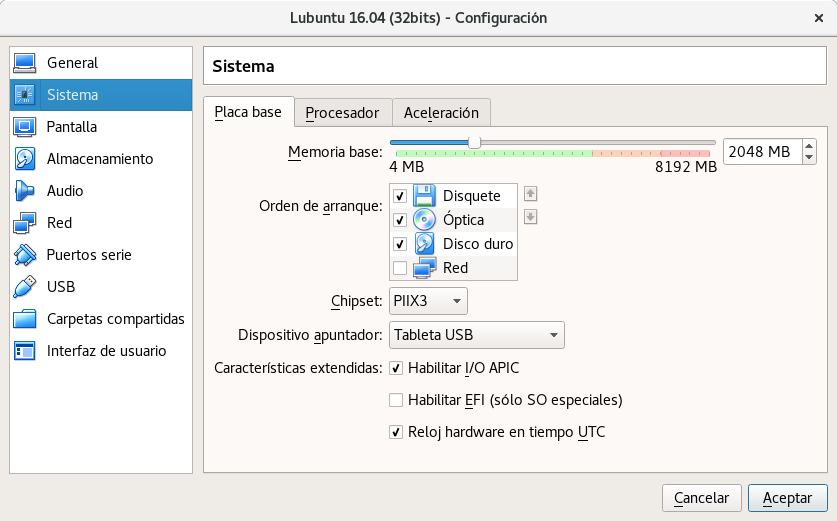 Lubuntu 16.04 (32bits) - Configuración
General
Sistema
Pantalla
Almacenamiento
Audio
Red
Puertos serie
USB
Carpetas compartidas
Interfaz de usuario
Sistema
Placa base Procesador Aceleración
Memoria base: 2048 MB
4 MB 8192 MB
Orden de arranque:
Disquete
Óptica
Disco duro
Red
Chipset: PIIX3
Dispositivo apuntador: Tableta USB
Características extendidas: Habilitar I/O APIC
Habilitar EFI (sólo SO especiales)
Reloj hardware en tiempo UTC
Cancelar Aceptar